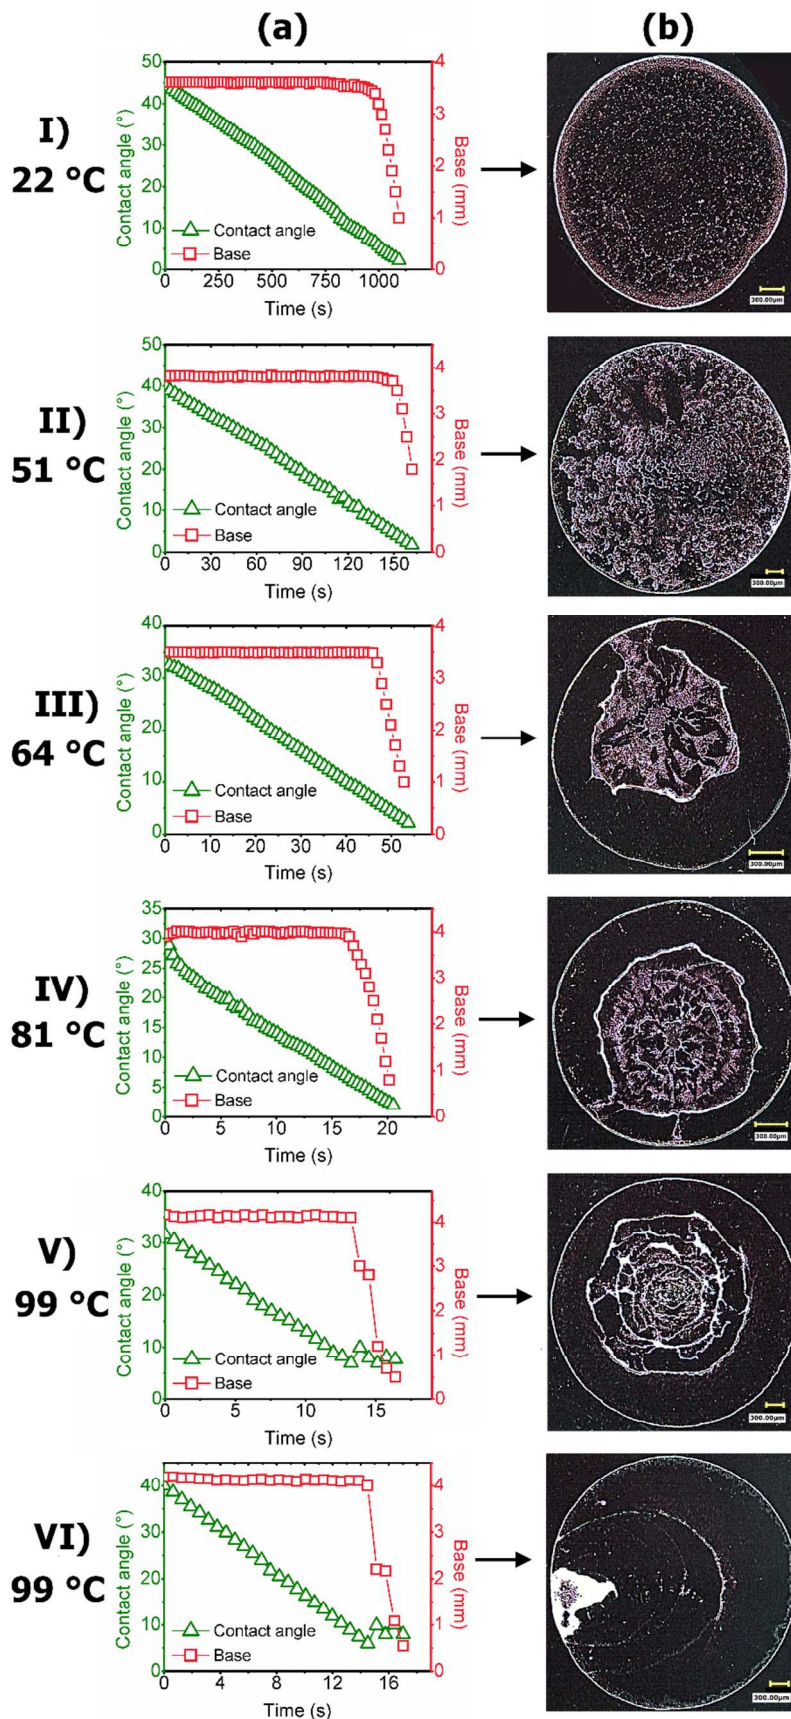 (a)
(b)
I)
22 °C
50
40
30
20
10
0
Contact angle (°)
4
3
2
1
0
Base (mm)
Contact angle
Base
0
250
500
750
1000
Time (s)
300.00µm
II)
51 °C
50
40
30
20
10
0
Contact angle (°)
4
3
2
1
0
Base (mm)
Contact angle
Base
0
30
60
90
120
150
Time (s)
300.00µm
III)
64 °C
40
30
20
10
0
Contact angle (°)
4
3
2
1
0
Base (mm)
Contact angle
Base
0
10
20
30
40
50
Time (s)
300.00µm
IV)
81 °C
35
30
25
20
15
10
5
0
Contact angle (°)
4
3
2
1
0
Base (mm)
Contact angle
Base
0
5
10
15
20
Time (s)
300.00µm
V)
99 °C
40
30
20
10
0
Contact angle (°)
4
3
2
1
0
Base (mm)
Contact angle
Base
0
5
10
15
Time (s)
300.00µm
VI)
99 °C
40
30
20
10
0
Contact angle (°)
4
3
2
1
0
Base (mm)
Contact angle
Base
0
4
8
12
16
Time (s)
300.00µm